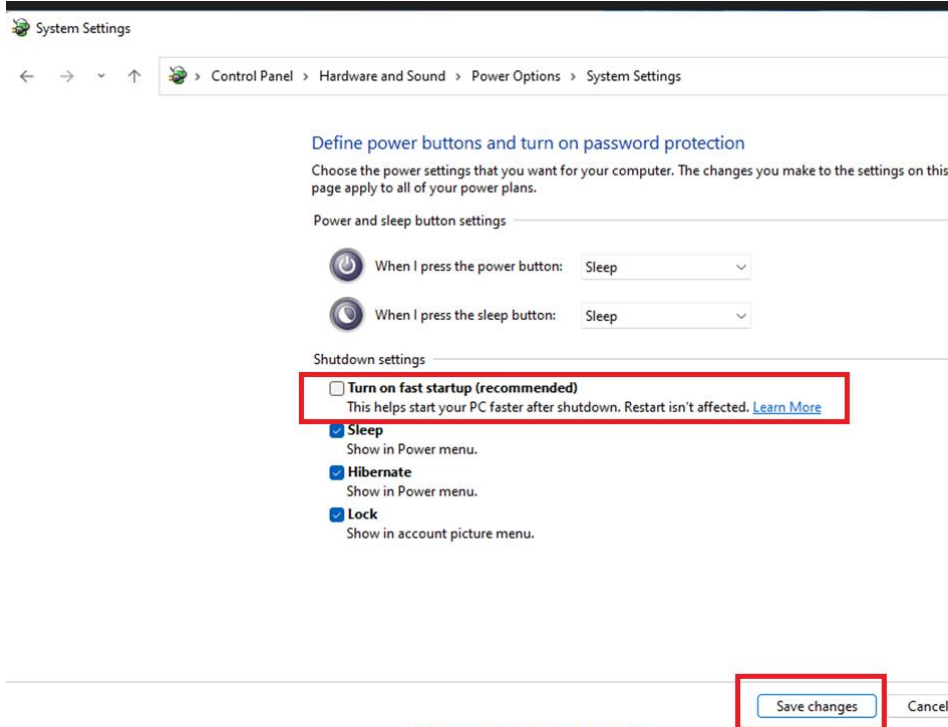 System Settings
Control Panel > Hardware and Sound > Power Options > System Settings
Define power buttons and turn on password protection
Choose the power settings that you want for your computer. The changes you make to the settings on this
page apply to all of your power plans.
Power and sleep button settings
When I press the power button: Sleep
When I press the sleep button: Sleep
Shutdown settings
Turn on fast startup (recommended)
This helps start your PC faster after shutdown. Restart isn't affected. Learn More
Sleep
Show in Power menu.
Hibernate
Show in Power menu.
Lock
Show in account picture menu.
Save changes Cancel